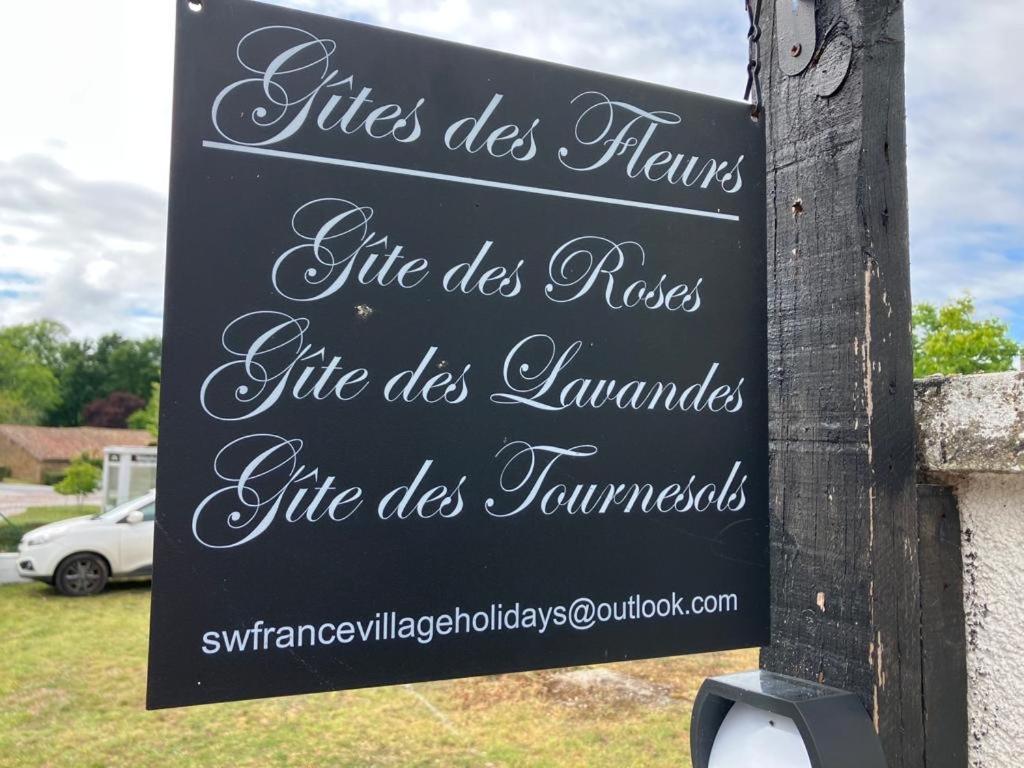 Gîtes des Fleurs
Gîte des Roses
Gîte des Lavandes
Gîte des Tournesols
swfrancevillageholidays@outlook.com